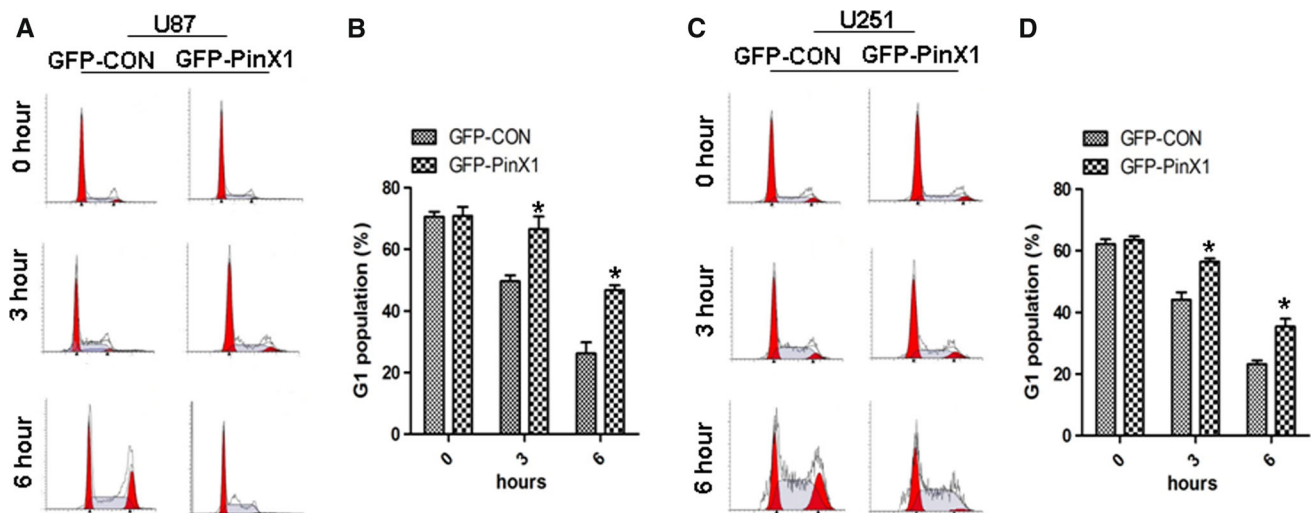 A
U87
GFP-CON GFP-PinX1
0 hour
3 hour
6 hour
B
GFP-CON
GFP-PinX1
G1 population (%)
80
60
40
20
0
*
*
0 3 6
hours
C
U251
GFP-CON GFP-PinX1
0 hour
3 hour
6 hour
D
GFP-CON
GFP-PinX1
G1 population (%)
80
60
40
20
0
*
*
0 3 6
hours